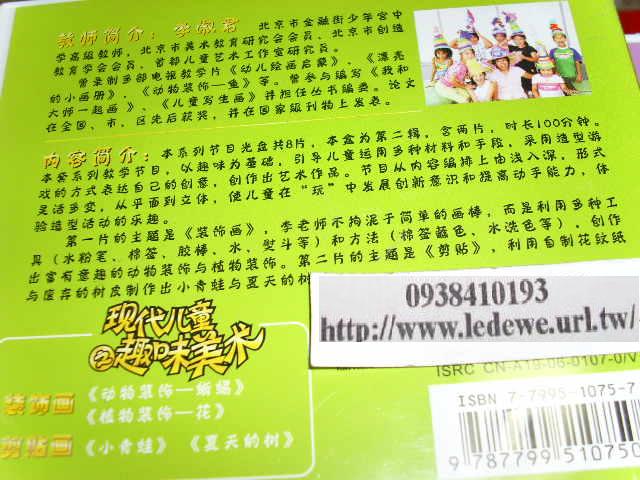 教师简介：李淑君 北京市金融街少年宫中
学高级教师，北京市美术教育研究会会员、北京市创造
教育学会会员、首都儿童艺术工作室研究员。
曾录制多部电视教学片《幼儿绘画启蒙》、《漂亮
的小画册》、《动物装饰—鱼》等。曾参与编写《我和
大师一起画》、《儿童写生画》并担任丛书编委。论文
在全国、市、区先后获奖，并在国家级刊物上发表。
内容简介：本系列节目光盘共8片，本盒为第二辑，含两片，时长100分钟。
本套系列教学节目，以趣味为基础，引导儿童运用多种材料和手段，采用造型游
戏的方式表达自己的创意，创作出艺术作品。节目从内容编排上由浅入深，形式
灵活多变，从平面到立体，使儿童在“玩”中发展创新意识和提高动手能力，体
验造型活动的乐趣。
第一片的主题是《装饰画》，李老师不拘泥于简单的画棒，而是利用多种工
具（水粉笔、棉签、胶棒、水、熨斗等）和方法（棉签蓝色、水洗色等），创作
出富有意趣的动物装饰与植物装饰。第二片的主题是《剪贴》，利用自制花纹纸
与废弃的树皮制作出小青蛙与夏天的树
0938410193
http://www.ledewe.url.tw/
现代儿童
之趣味美术
ISRC CN-A19-06-0107-0/V
装饰画 《动物装饰—蝴蝶》
《植物装饰—花》
剪贴画 《小青蛙》 《夏天的树》
ISBN 7-7995-1075-7
9 787799 510750